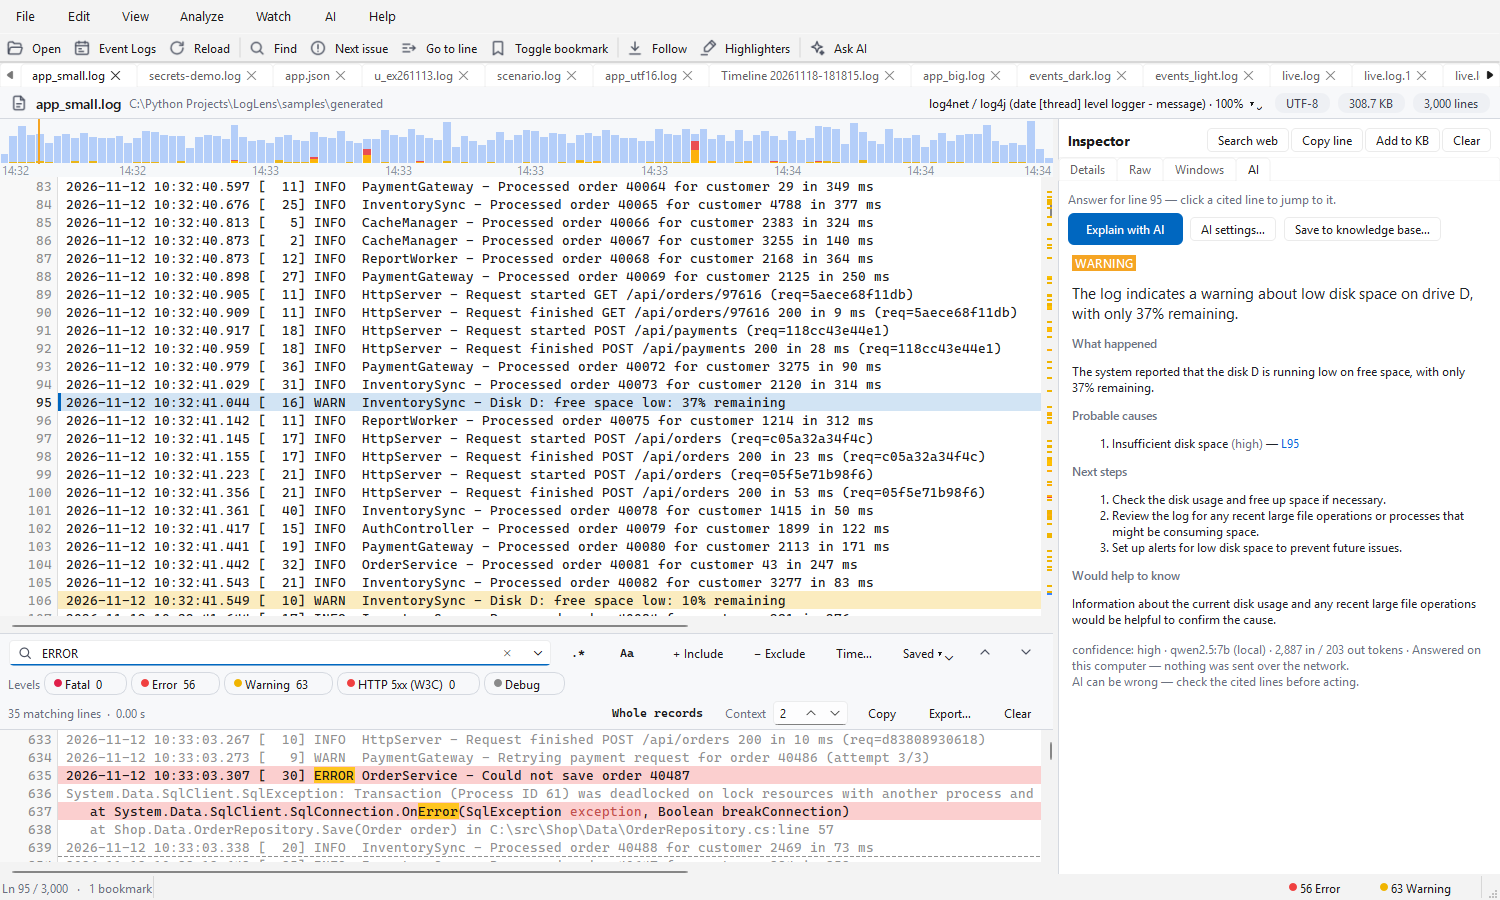 File Edit View Analyze Watch AI Help
Open Event Logs Reload Find Next issue Go to line Toggle bookmark Follow Highlighters Ask AI
app_small.log secrets-demo.log app.json u_ex261113.log scenario.log app_utf16.log Timeline 20261118-181815.log app_big.log events_dark.log events_light.log live.log live.log.1 live.l
app_small.log C:\Python Projects\LogLens\samples\generated log4net / log4j (date [thread] level logger - message) · 100% UTF-8 308.7 KB 3,000 lines
14:32 14:32 14:33 14:33 14:33 14:33 14:34 14:34 14:34
83 2026-11-12 10:32:40.597 [ 11] INFO PaymentGateway - Processed order 40064 for customer 29 in 349 ms
84 2026-11-12 10:32:40.676 [ 25] INFO InventorySync - Processed order 40065 for customer 4788 in 377 ms
85 2026-11-12 10:32:40.813 [ 5] INFO CacheManager - Processed order 40066 for customer 2383 in 324 ms
86 2026-11-12 10:32:40.873 [ 2] INFO CacheManager - Processed order 40067 for customer 3255 in 140 ms
87 2026-11-12 10:32:40.873 [ 12] INFO ReportWorker - Processed order 40068 for customer 2168 in 364 ms
88 2026-11-12 10:32:40.898 [ 27] INFO PaymentGateway - Processed order 40069 for customer 2125 in 250 ms
89 2026-11-12 10:32:40.905 [ 11] INFO HttpServer - Request started GET /api/orders/97616 (req=5aece68f11db)
90 2026-11-12 10:32:40.909 [ 11] INFO HttpServer - Request finished GET /api/orders/97616 200 in 9 ms (req=5aece68f11db)
91 2026-11-12 10:32:40.917 [ 18] INFO HttpServer - Request started POST /api/payments (req=118cc43e44e1)
92 2026-11-12 10:32:40.959 [ 18] INFO HttpServer - Request finished POST /api/payments 200 in 28 ms (req=118cc43e44e1)
93 2026-11-12 10:32:40.979 [ 36] INFO PaymentGateway - Processed order 40072 for customer 3275 in 90 ms
94 2026-11-12 10:32:41.029 [ 31] INFO InventorySync - Processed order 40073 for customer 2120 in 314 ms
95 2026-11-12 10:32:41.044 [ 16] WARN InventorySync - Disk D: free space low: 37% remaining
96 2026-11-12 10:32:41.142 [ 11] INFO ReportWorker - Processed order 40075 for customer 1214 in 312 ms
97 2026-11-12 10:32:41.145 [ 17] INFO HttpServer - Request started POST /api/orders (req=c05a32a34f4c)
98 2026-11-12 10:32:41.155 [ 17] INFO HttpServer - Request finished POST /api/orders 200 in 23 ms (req=c05a32a34f4c)
99 2026-11-12 10:32:41.223 [ 21] INFO HttpServer - Request started POST /api/orders (req=05f5e71b98f6)
100 2026-11-12 10:32:41.356 [ 21] INFO HttpServer - Request finished POST /api/orders 200 in 53 ms (req=05f5e71b98f6)
101 2026-11-12 10:32:41.361 [ 40] INFO InventorySync - Processed order 40078 for customer 1415 in 50 ms
102 2026-11-12 10:32:41.417 [ 15] INFO AuthController - Processed order 40079 for customer 1899 in 122 ms
103 2026-11-12 10:32:41.441 [ 19] INFO PaymentGateway - Processed order 40080 for customer 2113 in 171 ms
104 2026-11-12 10:32:41.442 [ 32] INFO OrderService - Processed order 40081 for customer 43 in 247 ms
105 2026-11-12 10:32:41.543 [ 21] INFO InventorySync - Processed order 40082 for customer 3277 in 83 ms
106 2026-11-12 10:32:41.549 [ 10] WARN InventorySync - Disk D: free space low: 10% remaining
ERROR .* Aa + Include − Exclude Time... Saved
Levels Fatal 0 Error 56 Warning 63 HTTP 5xx (W3C) 0 Debug
35 matching lines · 0.00 s Whole records Context 2 Copy Export... Clear
633 2026-11-12 10:33:03.267 [ 10] INFO HttpServer - Request finished POST /api/orders 200 in 10 ms (req=d83808930618)
634 2026-11-12 10:33:03.273 [ 9] WARN PaymentGateway - Retrying payment request for order 40486 (attempt 3/3)
635 2026-11-12 10:33:03.307 [ 30] ERROR OrderService - Could not save order 40487
636 System.Data.SqlClient.SqlException: Transaction (Process ID 61) was deadlocked on lock resources with another process and
637 at System.Data.SqlClient.SqlConnection.OnError(SqlException exception, Boolean breakConnection)
638 at Shop.Data.OrderRepository.Save(Order order) in C:\src\Shop\Data\OrderRepository.cs:line 57
639 2026-11-12 10:33:03.338 [ 20] INFO InventorySync - Processed order 40488 for customer 2469 in 73 ms
Inspector Search web Copy line Add to KB Clear
Details Raw Windows AI
Answer for line 95 — click a cited line to jump to it.
Explain with AI AI settings... Save to knowledge base...
WARNING
The log indicates a warning about low disk space on drive D,
with only 37% remaining.
What happened
The system reported that the disk D is running low on free space, with only
37% remaining.
Probable causes
1. Insufficient disk space (high) — L95
Next steps
1. Check the disk usage and free up space if necessary.
2. Review the log for any recent large file operations or processes that
might be consuming space.
3. Set up alerts for low disk space to prevent future issues.
Would help to know
Information about the current disk usage and any recent large file operations
would be helpful to confirm the cause.
confidence: high · qwen2.5:7b (local) · 2,887 in / 203 out tokens · Answered on
this computer — nothing was sent over the network.
AI can be wrong — check the cited lines before acting.
Ln 95 / 3,000 · 1 bookmark 56 Error 63 Warning